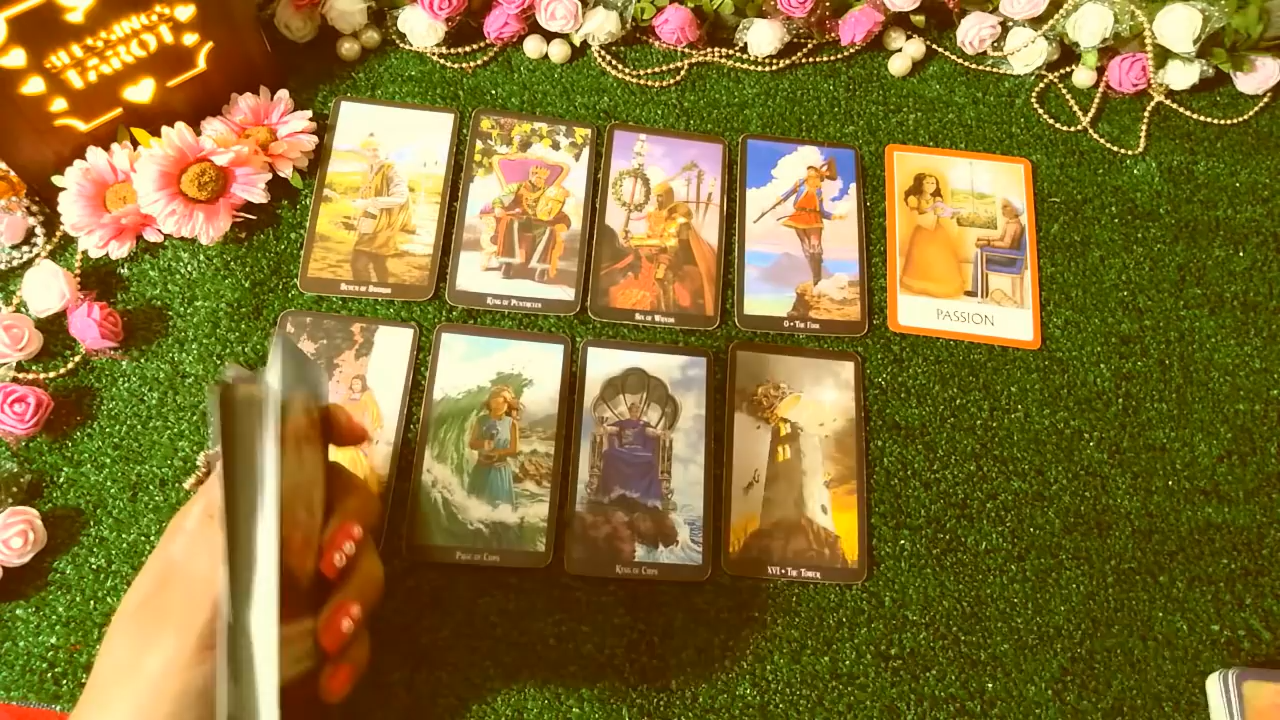 BLESSINGS
TAROT
SEVEN OF SWORDS
KING OF PENTACLES
SIX OF WANDS
0 • THE FOOL
PASSION
PAGE OF CUPS
KING OF CUPS
XVI • THE TOWER